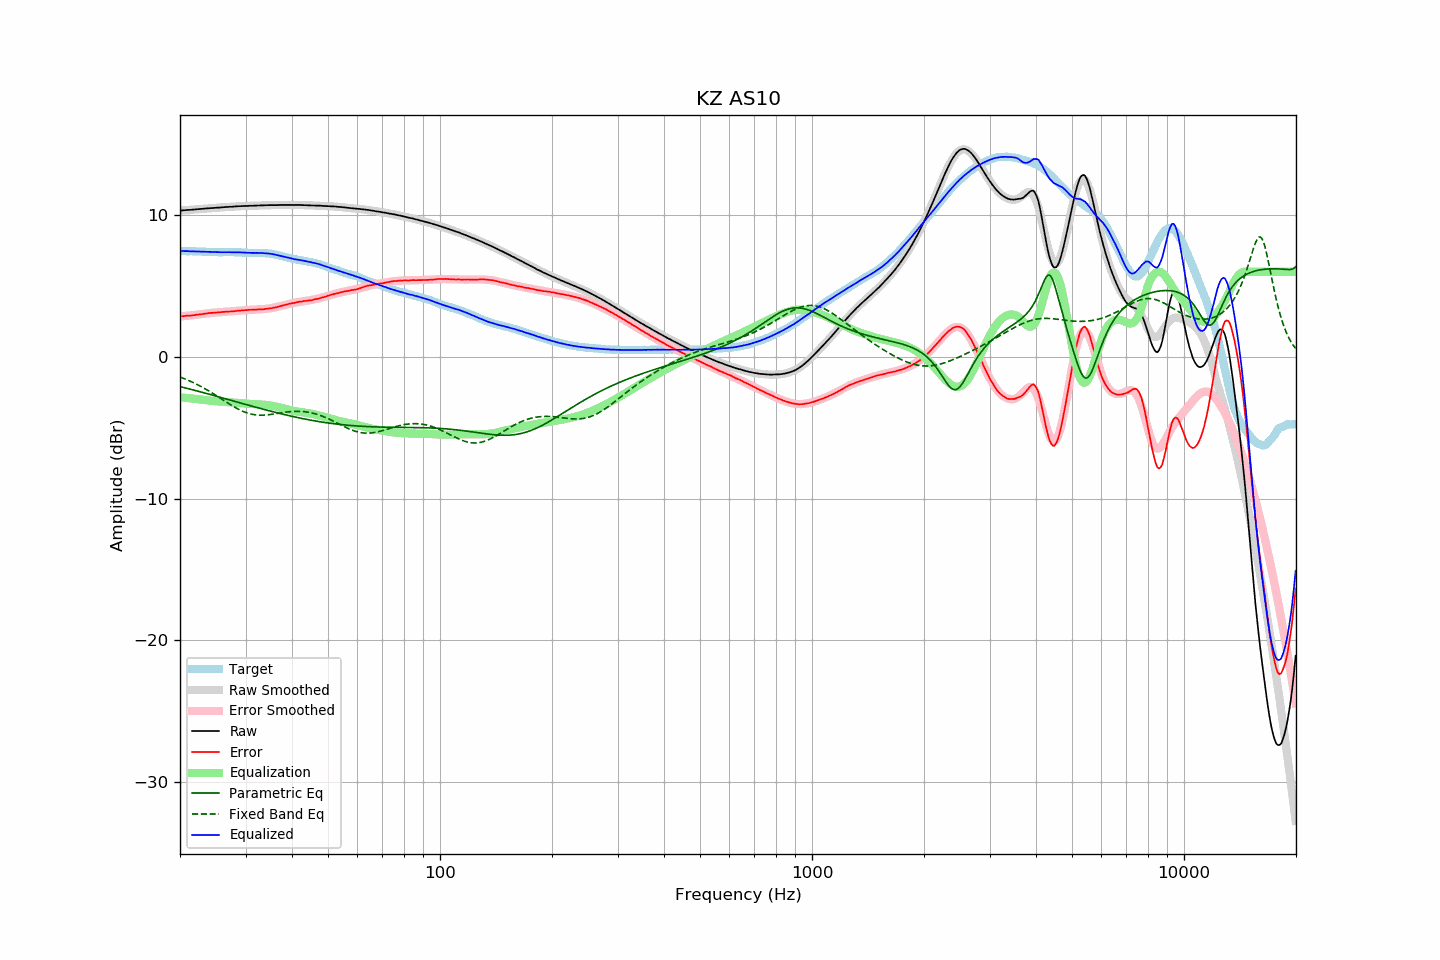 KZ AS10
Amplitude (dBr)
10
0
−10
−20
−30
Target
Raw Smoothed
Error Smoothed
Raw
Error
Equalization
Parametric Eq
Fixed Band Eq
Equalized
100
1000
10000
Frequency (Hz)